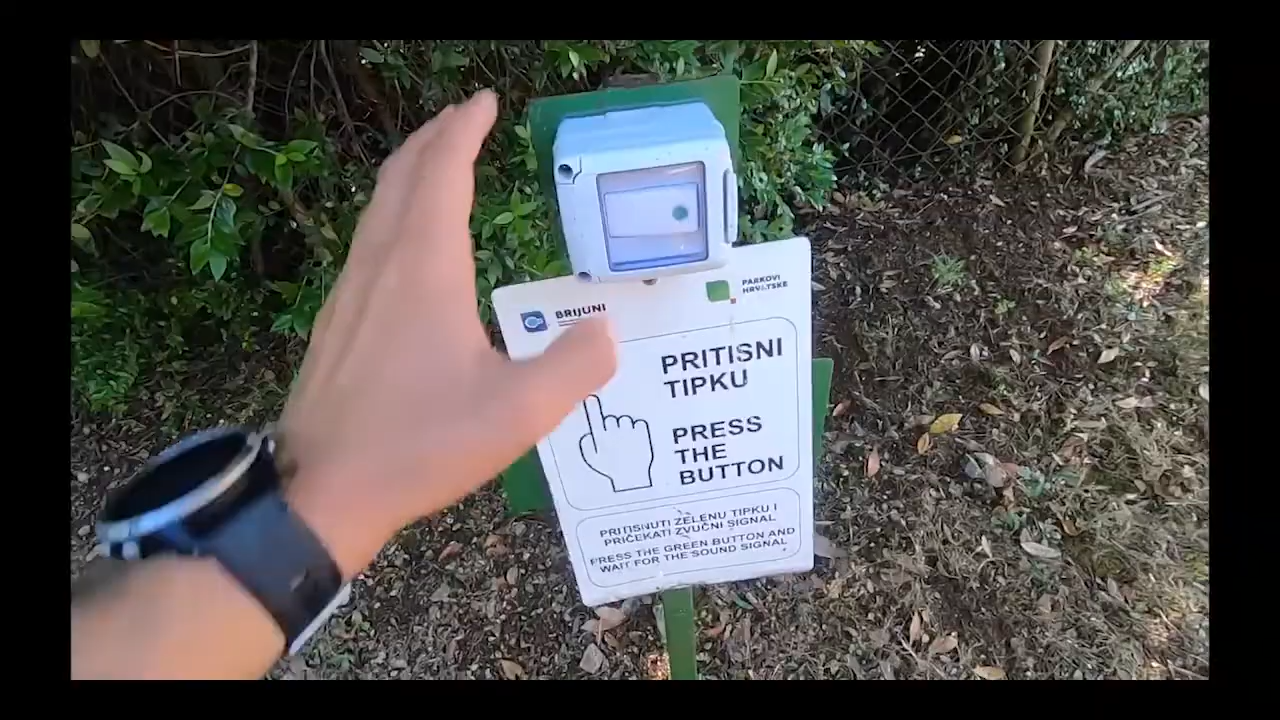 BRIJUNI
PARKOVI
HRVATSKE
PRITISNI
TIPKU
PRESS
THE
BUTTON
PRITISNUTI ZELENU TIPKU I
PRIČEKATI ZVUČNI SIGNAL
PRESS THE GREEN BUTTON AND
WAIT FOR THE SOUND SIGNAL